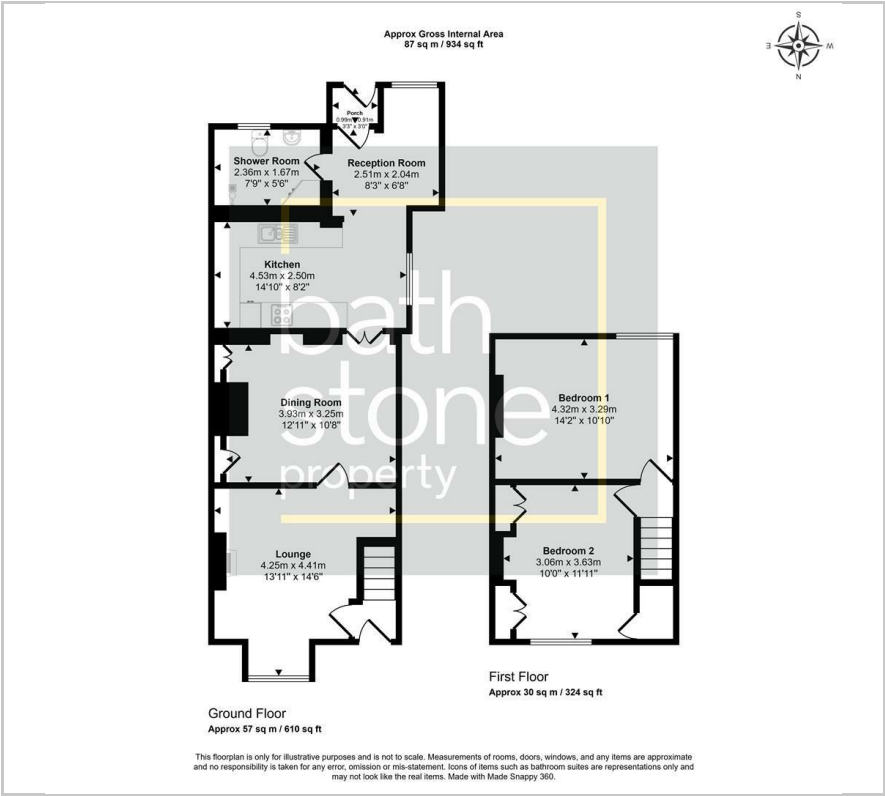 Approx Gross Internal Area
87 sq m / 934 sq ft
S
E
W
N
Porch
0.99m x 0.91m
3'3" x 3'0"
Shower Room
2.36m x 1.67m
7'9" x 5'6"
Reception Room
2.51m x 2.04m
8'3" x 6'8"
Kitchen
4.53m x 2.50m
14'10" x 8'2"
bath
stone
property
Dining Room
3.93m x 3.25m
12'11" x 10'8"
Bedroom 1
4.32m x 3.29m
14'2" x 10'10"
Lounge
4.25m x 4.41m
13'11" x 14'6"
Bedroom 2
3.06m x 3.63m
10'0" x 11'11"
First Floor
Approx 30 sq m / 324 sq ft
Ground Floor
Approx 57 sq m / 610 sq ft
This floorplan is only for illustrative purposes and is not to scale. Measurements of rooms, doors, windows, and any items are approximate
and no responsibility is taken for any error, omission or mis-statement. Icons of items such as bathroom suites are representations only and
may not look like the real items. Made with Made Snappy 360.